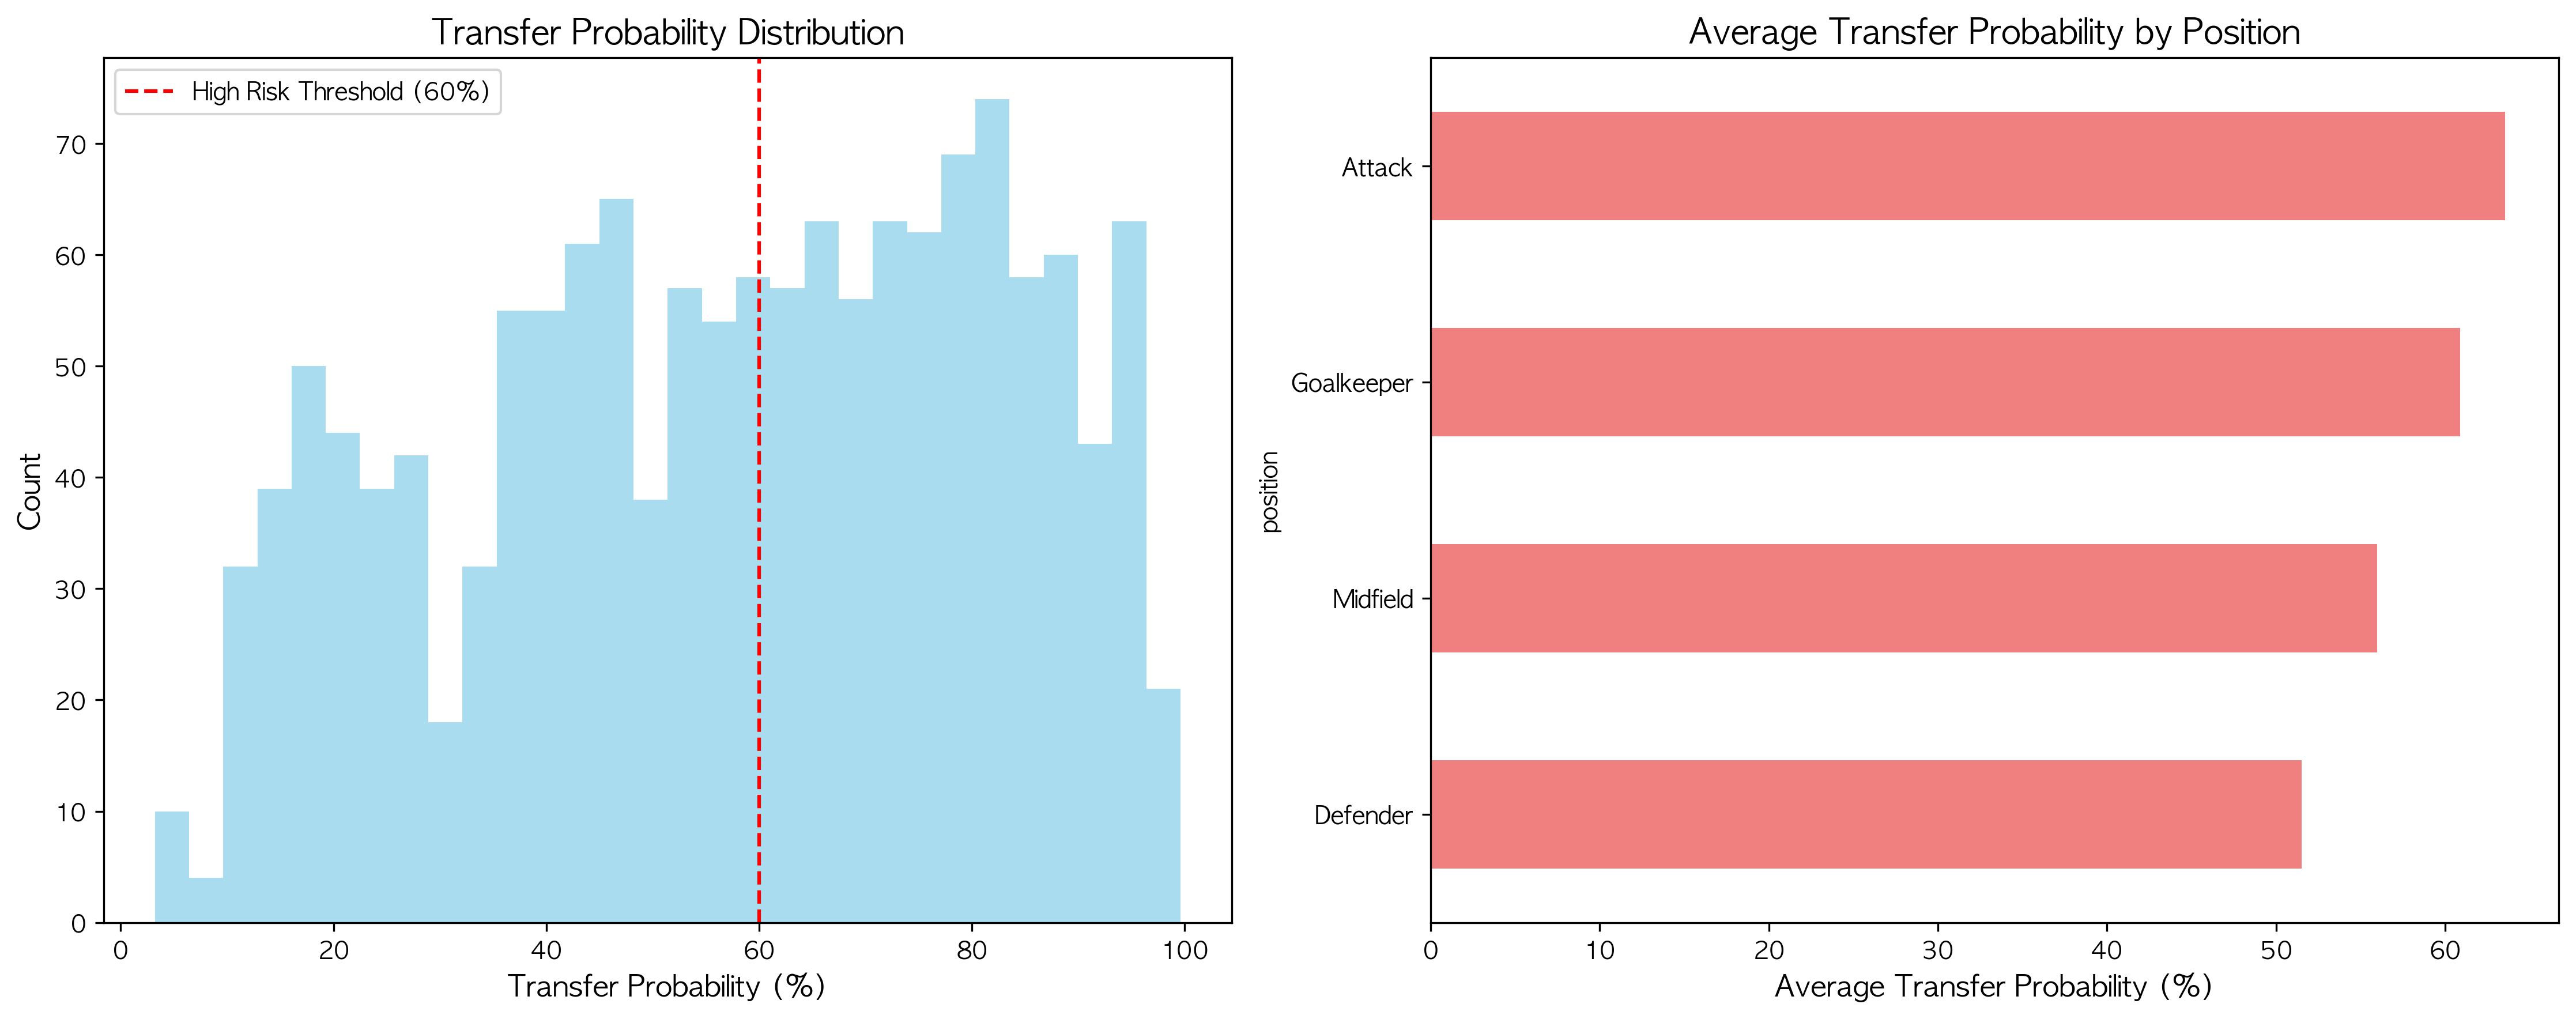 Transfer Probability Distribution
High Risk Threshold (60%)
Count
70
60
50
40
30
20
10
0
0 20 40 60 80 100
Transfer Probability (%)
Average Transfer Probability by Position
position
Attack
Goalkeeper
Midfield
Defender
0 10 20 30 40 50 60
Average Transfer Probability (%)